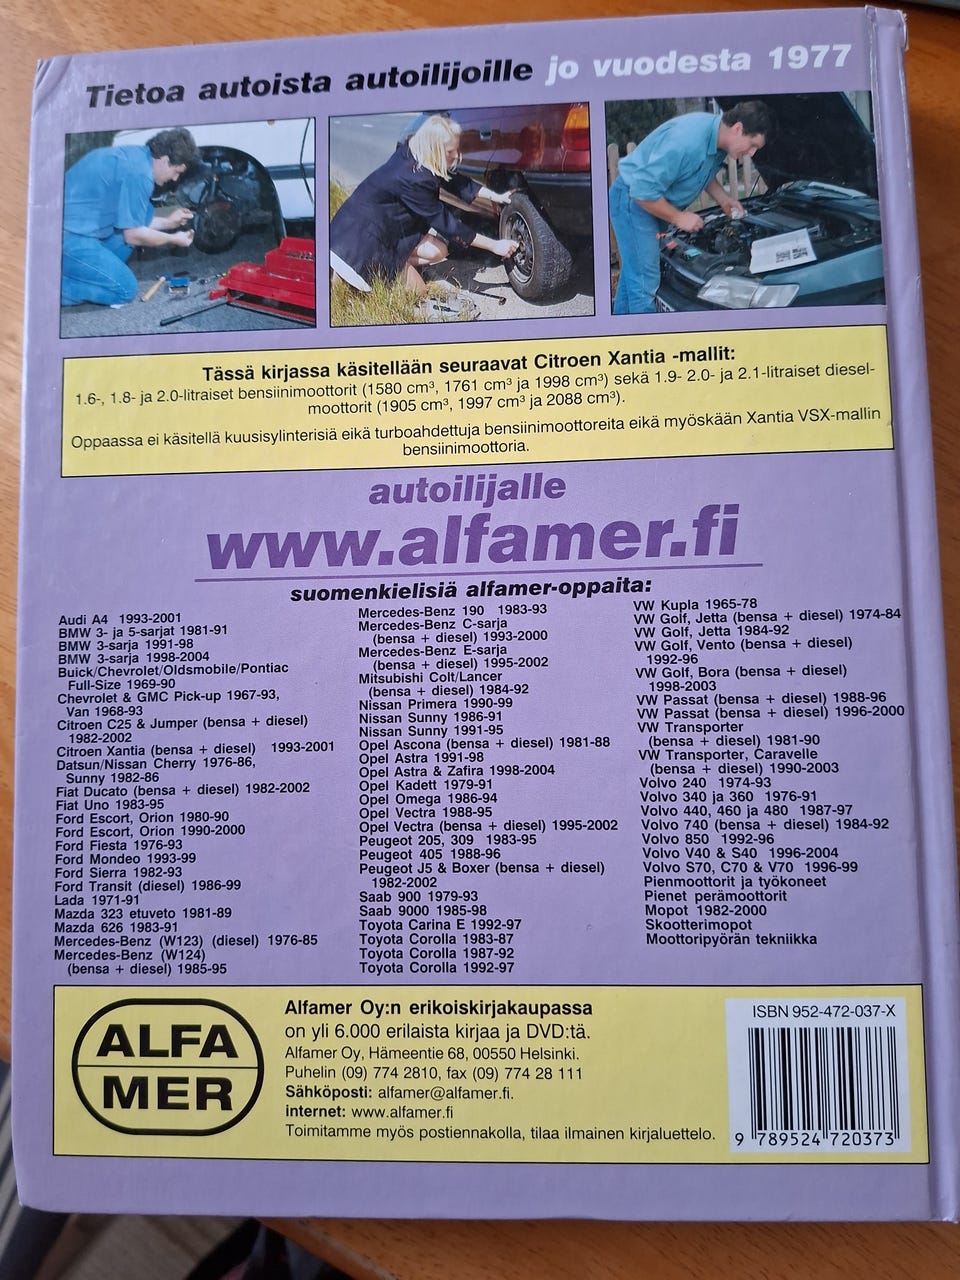 Tietoa autoista autoilijoille jo vuodesta 1977
Tässä kirjassa käsitellään seuraavat Citroen Xantia -mallit:
1.6-, 1.8- ja 2.0-litraiset bensiinimoottorit (1580 cm³, 1761 cm³ ja 1998 cm³) sekä 1.9- 2.0- ja 2.1-litraiset diesel-
moottorit (1905 cm³, 1997 cm³ ja 2088 cm³).
Oppaassa ei käsitellä kuusisylinterisiä eikä turboahdettuja bensiinimoottoreita eikä myöskään Xantia VSX-mallin
bensiinimoottoria.
autoilijalle
www.alfamer.fi
suomenkielisiä alfamer-oppaita:
Audi A4 1993-2001
BMW 3- ja 5-sarjat 1981-91
BMW 3-sarja 1991-98
BMW 3-sarja 1998-2004
Buick/Chevrolet/Oldsmobile/Pontiac
Full-Size 1969-90
Chevrolet & GMC Pick-up 1967-93,
Van 1968-93
Citroen C25 & Jumper (bensa + diesel)
1982-2002
Citroen Xantia (bensa + diesel) 1993-2001
Datsun/Nissan Cherry 1976-86,
Sunny 1982-86
Fiat Ducato (bensa + diesel) 1982-2002
Fiat Uno 1983-95
Ford Escort, Orion 1980-90
Ford Escort, Orion 1990-2000
Ford Fiesta 1976-93
Ford Mondeo 1993-99
Ford Sierra 1982-93
Ford Transit (diesel) 1986-99
Lada 1971-91
Mazda 323 etuveto 1981-89
Mazda 626 1983-91
Mercedes-Benz (W123) (diesel) 1976-85
Mercedes-Benz (W124)
(bensa + diesel) 1985-95
Mercedes-Benz 190 1983-93
Mercedes-Benz C-sarja
(bensa + diesel) 1993-2000
Mercedes-Benz E-sarja
(bensa + diesel) 1995-2002
Mitsubishi Colt/Lancer
(bensa + diesel) 1984-92
Nissan Primera 1990-99
Nissan Sunny 1986-91
Nissan Sunny 1991-95
Opel Ascona (bensa + diesel) 1981-88
Opel Astra 1991-98
Opel Astra & Zafira 1998-2004
Opel Kadett 1979-91
Opel Omega 1986-94
Opel Vectra 1988-95
Opel Vectra (bensa + diesel) 1995-2002
Peugeot 205, 309 1983-95
Peugeot 405 1988-96
Peugeot J5 & Boxer (bensa + diesel)
1982-2002
Saab 900 1979-93
Saab 9000 1985-98
Toyota Carina E 1992-97
Toyota Corolla 1983-87
Toyota Corolla 1987-92
Toyota Corolla 1992-97
VW Kupla 1965-78
VW Golf, Jetta (bensa + diesel) 1974-84
VW Golf, Jetta 1984-92
VW Golf, Vento (bensa + diesel)
1992-96
VW Golf, Bora (bensa + diesel)
1998-2003
VW Passat (bensa + diesel) 1988-96
VW Passat (bensa + diesel) 1996-2000
VW Transporter
(bensa + diesel) 1981-90
VW Transporter, Caravelle
(bensa + diesel) 1990-2003
Volvo 240 1974-93
Volvo 340 ja 360 1976-91
Volvo 440, 460 ja 480 1987-97
Volvo 740 (bensa + diesel) 1984-92
Volvo 850 1992-96
Volvo V40 & S40 1996-2004
Volvo S70, C70 & V70 1996-99
Pienmoottorit ja työkoneet
Pienet perämoottorit
Mopot 1982-2000
Skootterimopot
Moottoripyörän tekniikka
ALFA
MER
Alfamer Oy:n erikoiskirjakaupassa
on yli 6.000 erilaista kirjaa ja DVD:tä.
Alfamer Oy, Hämeentie 68, 00550 Helsinki.
Puhelin (09) 774 2810, fax (09) 774 28 111
Sähköposti: alfamer@alfamer.fi.
internet: www.alfamer.fi
Toimitamme myös postiennakolla, tilaa ilmainen kirjaluettelo.
ISBN 952-472-037-X
9 789524 720373